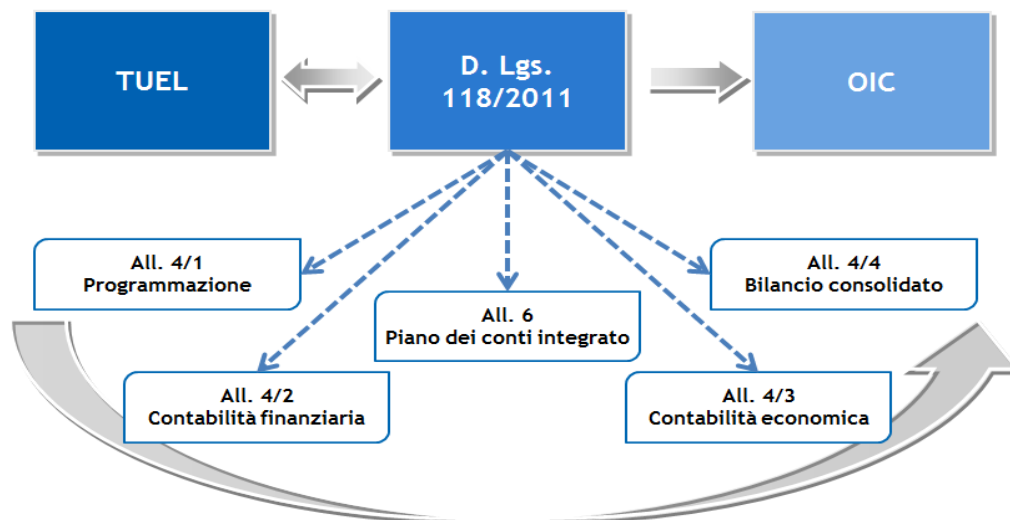 TUEL
D. Lgs.
118/2011
OIC
All. 4/1
Programmazione
All. 4/4
Bilancio consolidato
All. 6
Piano dei conti integrato
All. 4/2
Contabilità finanziaria
All. 4/3
Contabilità economica